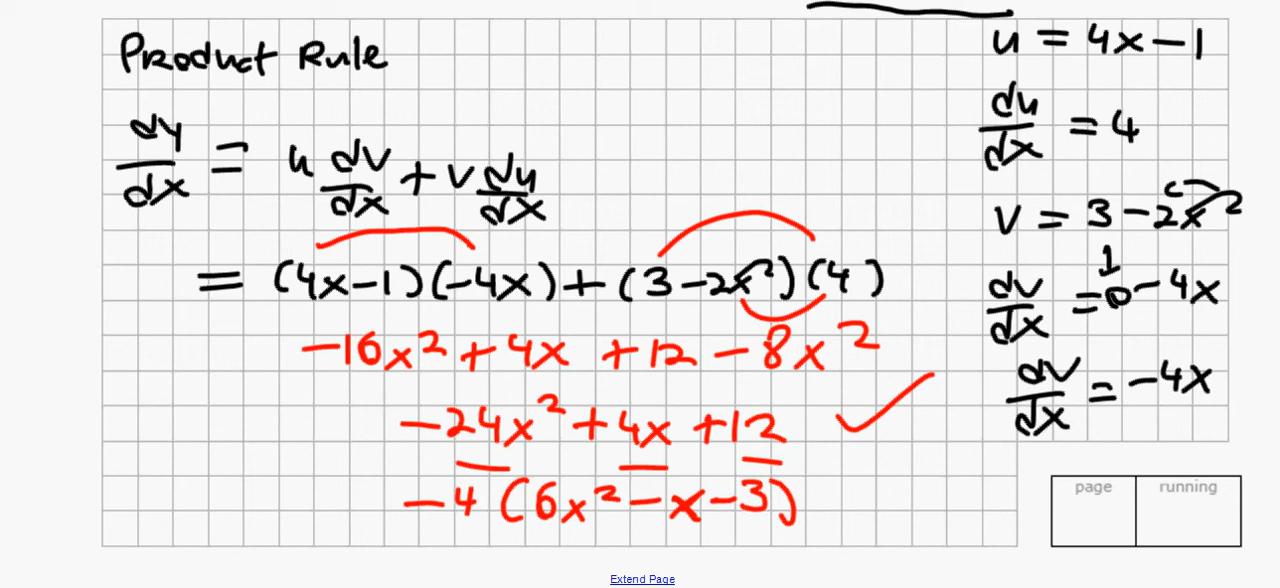 Product Rule
dy/dx = u dv/dx + v du/dx
= (4x-1)(-4x)+(3-2x²)(4)
-16x² + 4x + 12 - 8x²
-24x² + 4x + 12 ✓
-4 (6x² - x - 3)
u = 4x-1
du/dx = 4
v = 3-2x²
1
dv/dx = 0-4x
dv/dx = -4x
page running
Extend Page